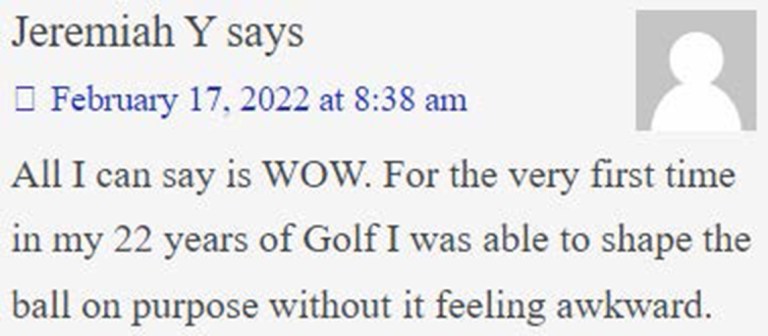 Jeremiah Y says
February 17, 2022 at 8:38 am
All I can say is WOW. For the very first time
in my 22 years of Golf I was able to shape the
ball on purpose without it feeling awkward.